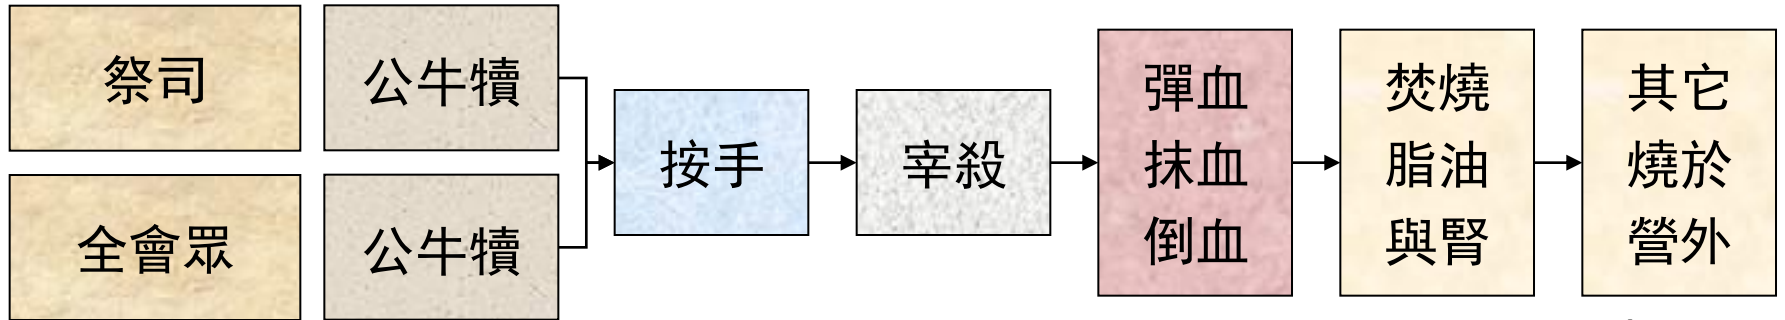 祭司
公牛犢
全會眾
公牛犢
按手
宰殺
彈血
抹血
倒血
焚燒
脂油
與腎
其它
燒於
營外